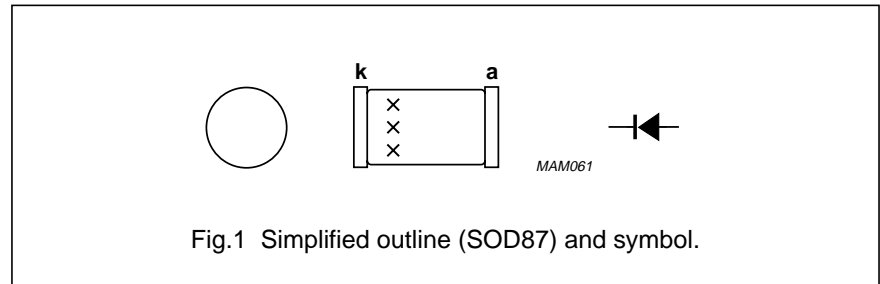 k a
MAM061
Fig.1 Simplified outline (SOD87) and symbol.